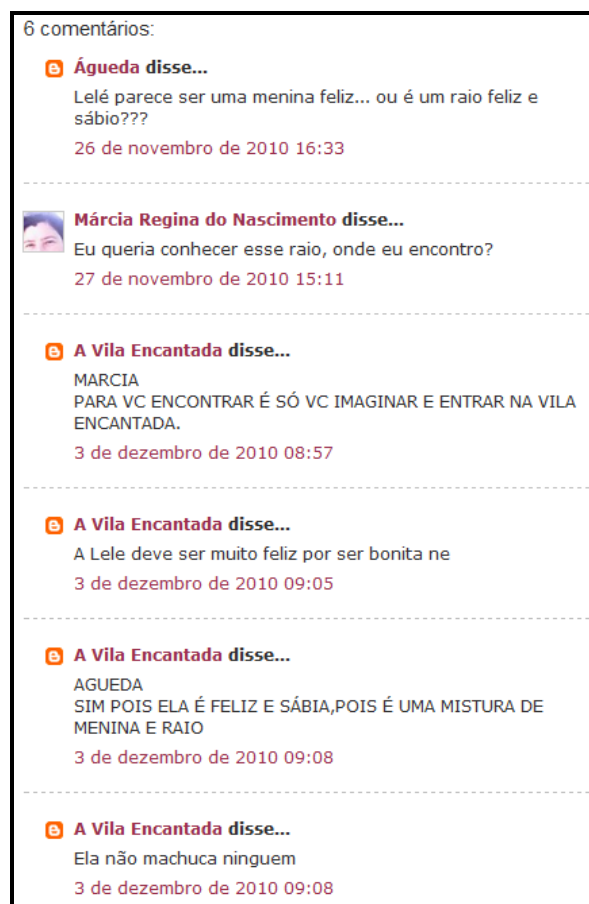 6 comentários:
Águeda disse...
Lelé parece ser uma menina feliz... ou é um raio feliz e
sábio???
26 de novembro de 2010 16:33
Márcia Regina do Nascimento disse...
Eu queria conhecer esse raio, onde eu encontro?
27 de novembro de 2010 15:11
A Vila Encantada disse...
MARCIA
PARA VC ENCONTRAR É SÓ VC IMAGINAR E ENTRAR NA VILA
ENCANTADA.
3 de dezembro de 2010 08:57
A Vila Encantada disse...
A Lele deve ser muito feliz por ser bonita ne
3 de dezembro de 2010 09:05
A Vila Encantada disse...
AGUEDA
SIM POIS ELA É FELIZ E SÁBIA,POIS É UMA MISTURA DE
MENINA E RAIO
3 de dezembro de 2010 09:08
A Vila Encantada disse...
Ela não machuca ninguem
3 de dezembro de 2010 09:08